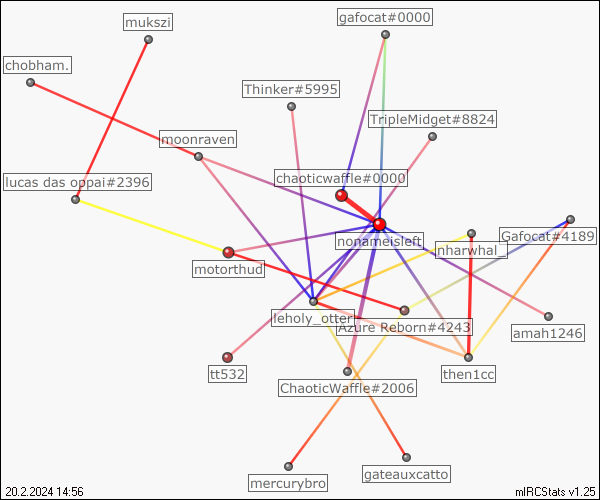 mukszi
gafocat#0000
chobham.
Thinker#5995
TripleMidget#8824
moonraven
chaoticwaffle#0000
lucas das oppai#2396
nonameisleft
nharwhal_
Gafocat#4189
motorthud
leholy_otter
Azure Reborn#4243
amah1246
tt532
ChaoticWaffle#2006
then1cc
mercurybro
gateauxcatto
20.2.2024 14:56
mIRCStats v1.25